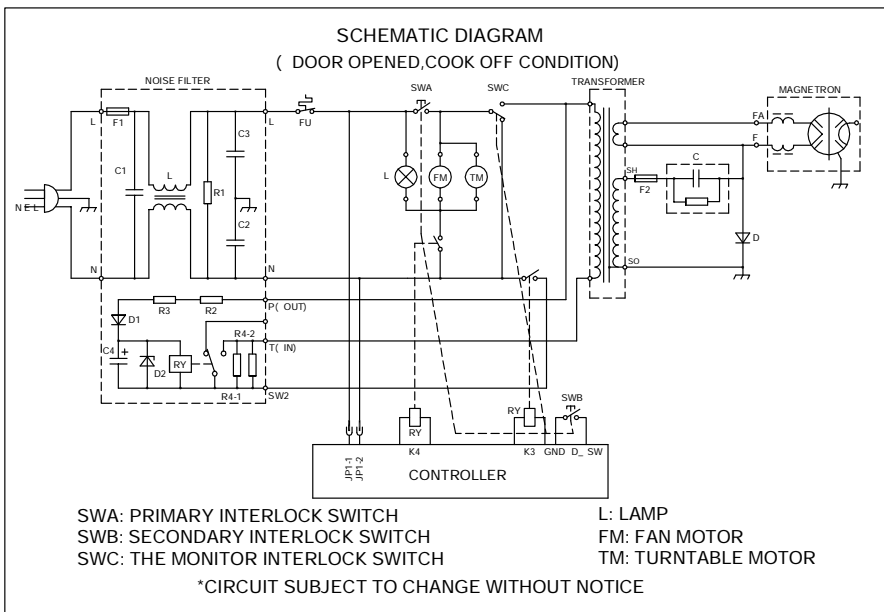 SCHEMATIC DIAGRAM
( DOOR OPENED,COOK OFF CONDITION)
NOISE FILTER
SWA
SWC
TRANSFORMER
MAGNETRON
L
F1
L
FU
C3
FA
F
C1
L
R1
L
FM
TM
SH
F2
C
N E L
C2
D
N
N
SO
P( OUT)
R3
R2
D1
R4-2
T( IN)
C4
+
D2
RY
R4-1
SW2
SWB
RY
RY
K4
K3
GND
D_ SW
JP1-1
JP1-2
CONTROLLER
SWA: PRIMARY INTERLOCK SWITCH
L: LAMP
SWB: SECONDARY INTERLOCK SWITCH
FM: FAN MOTOR
SWC: THE MONITOR INTERLOCK SWITCH
TM: TURNTABLE MOTOR
*CIRCUIT SUBJECT TO CHANGE WITHOUT NOTICE